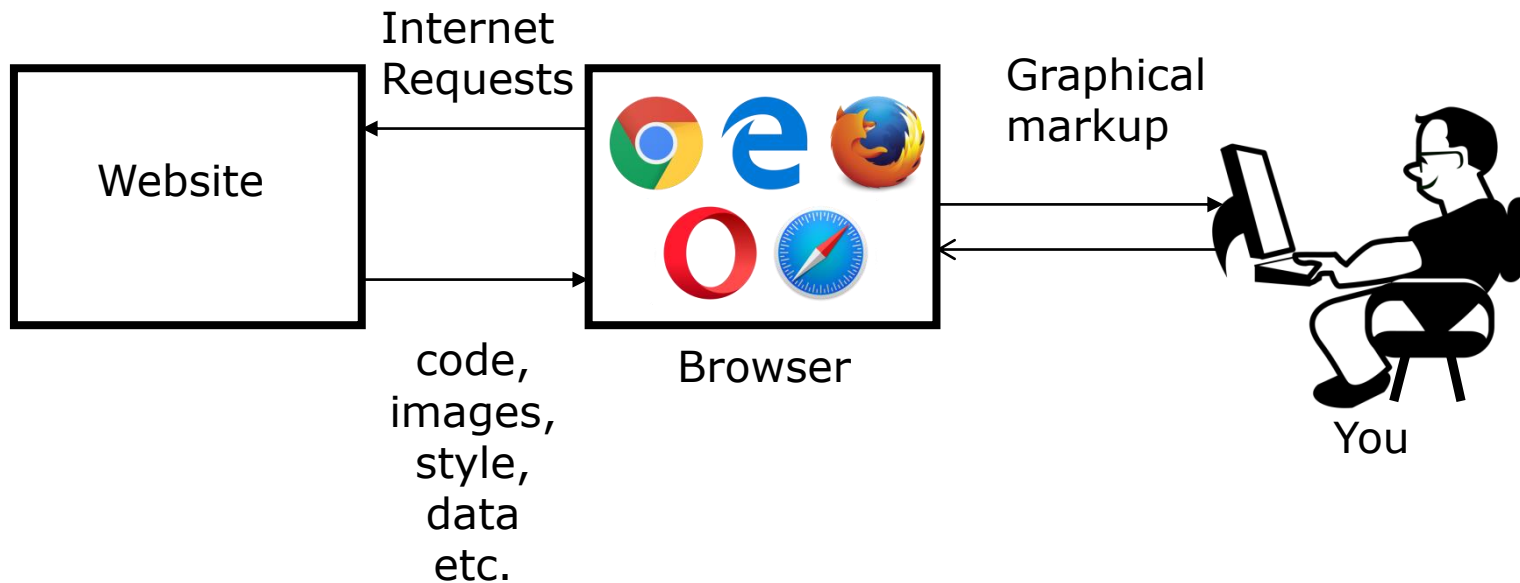 Internet
Requests
Graphical
markup
Website
Browser
code,
images,
style,
data
etc.
You